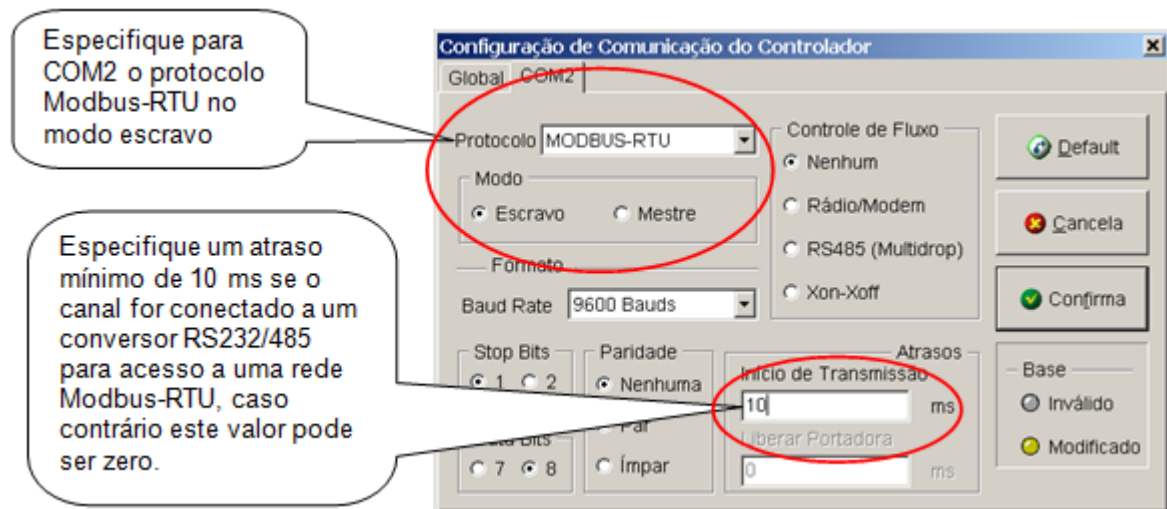 Especifique para
COM2 o protocolo
Modbus-RTU no
modo escravo
Especifique um atraso
mínimo de 10 ms se o
canal for conectado a um
conversor RS232/485
para acesso a uma rede
Modbus-RTU, caso
contrário este valor pode
ser zero.
Configuração de Comunicação do Controlador
Global COM2
Protocolo MODBUS-RTU
Modo
Escravo Mestre
Formato
Baud Rate 9600 Bauds
Stop Bits
1 2
Bits
7 8
Paridade
Nenhuma
Par
Ímpar
Controle de Fluxo
Nenhum
Rádio/Modem
RS485 (Multidrop)
Xon-Xoff
Atrasos
Início de Transmissão
10 ms
Liberar Portadora
0 ms
Default
Cancela
Confirma
Base
Inválido
Modificado